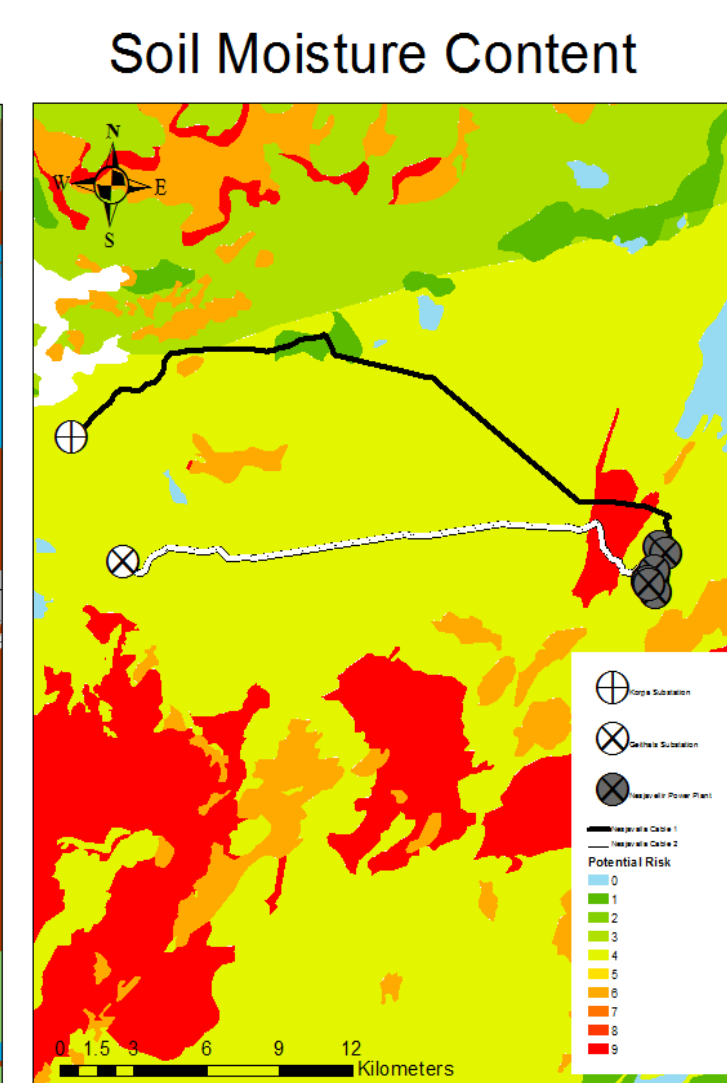 Soil Moisture Content
N
W E
S
Korpa Substation
Geithals Substation
Nesjavellir Power Plant
Nesjavalla Cable 1
Nesjavalla Cable 2
Potential Risk
0
1
2
3
4
5
6
7
8
9
0 1.5 3 6 9 12
Kilometers